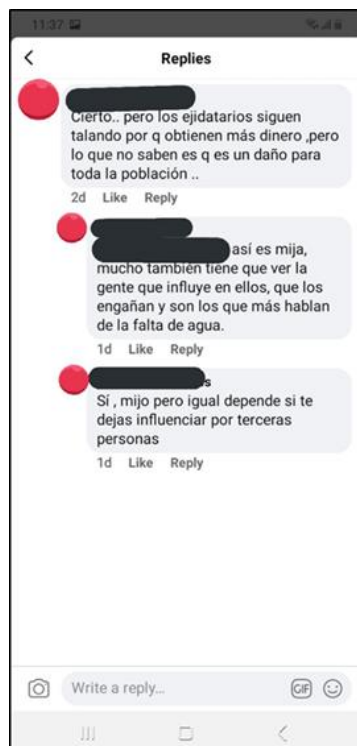 11:37
Replies
Cierto.. pero los ejidatarios siguen
talando por q obtienen más dinero ,pero
lo que no saben es q es un daño para
toda la población ..
2d Like Reply
así es mija,
mucho también tiene que ver la
gente que influye en ellos, que los
engañan y son los que más hablan
de la falta de agua.
1d Like Reply
Sí , mijo pero igual depende si te
dejas influenciar por terceras
personas
1d Like Reply
Write a reply...
GIF